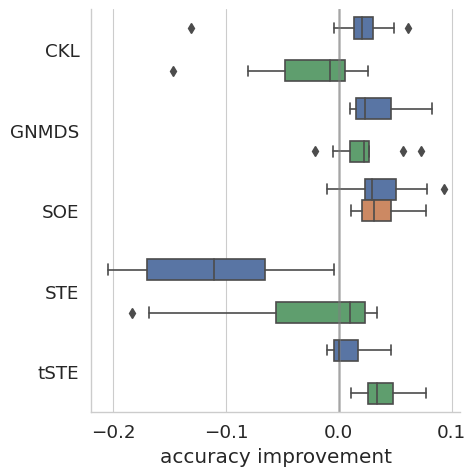 CKL
GNMDS
SOE
STE
tSTE
−0.2 −0.1 0.0 0.1
accuracy improvement